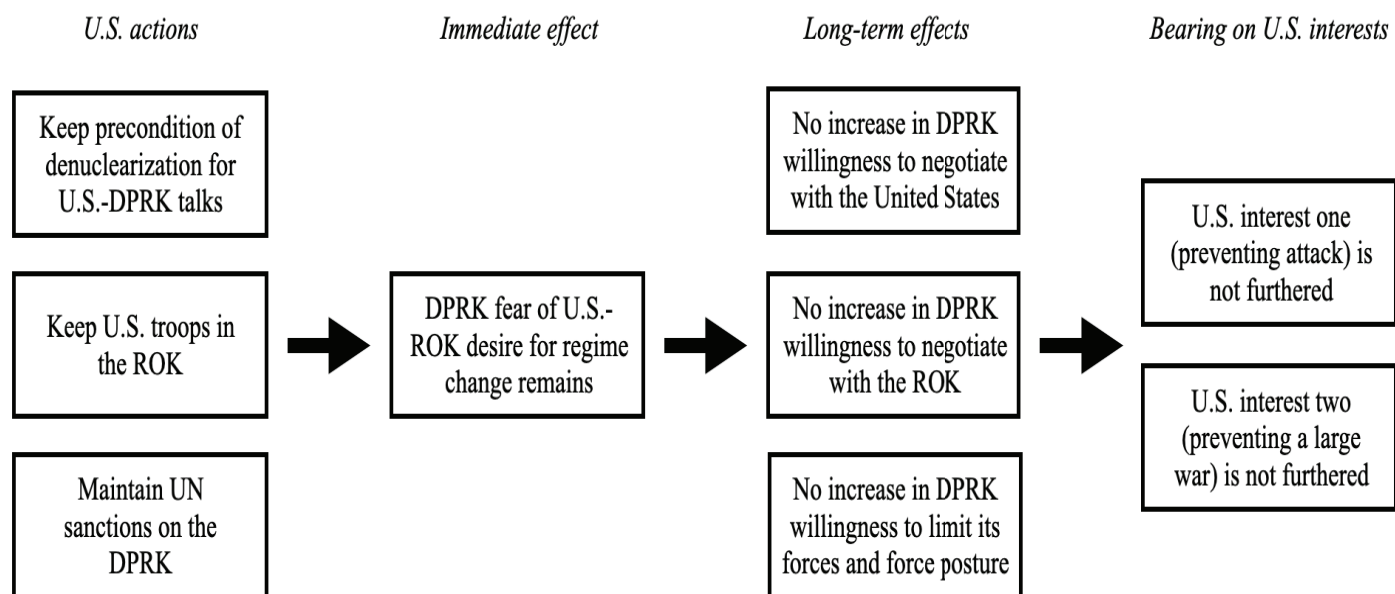 U.S. actions
Immediate effect
Long-term effects
Bearing on U.S. interests
Keep precondition of
denuclearization for
U.S.-DPRK talks
Keep U.S. troops in
the ROK
Maintain UN
sanctions on the
DPRK
DPRK fear of U.S.-
ROK desire for regime
change remains
No increase in DPRK
willingness to negotiate
with the United States
No increase in DPRK
willingness to negotiate
with the ROK
No increase in DPRK
willingness to limit its
forces and force posture
U.S. interest one
(preventing attack) is
not furthered
U.S. interest two
(preventing a large
war) is not furthered